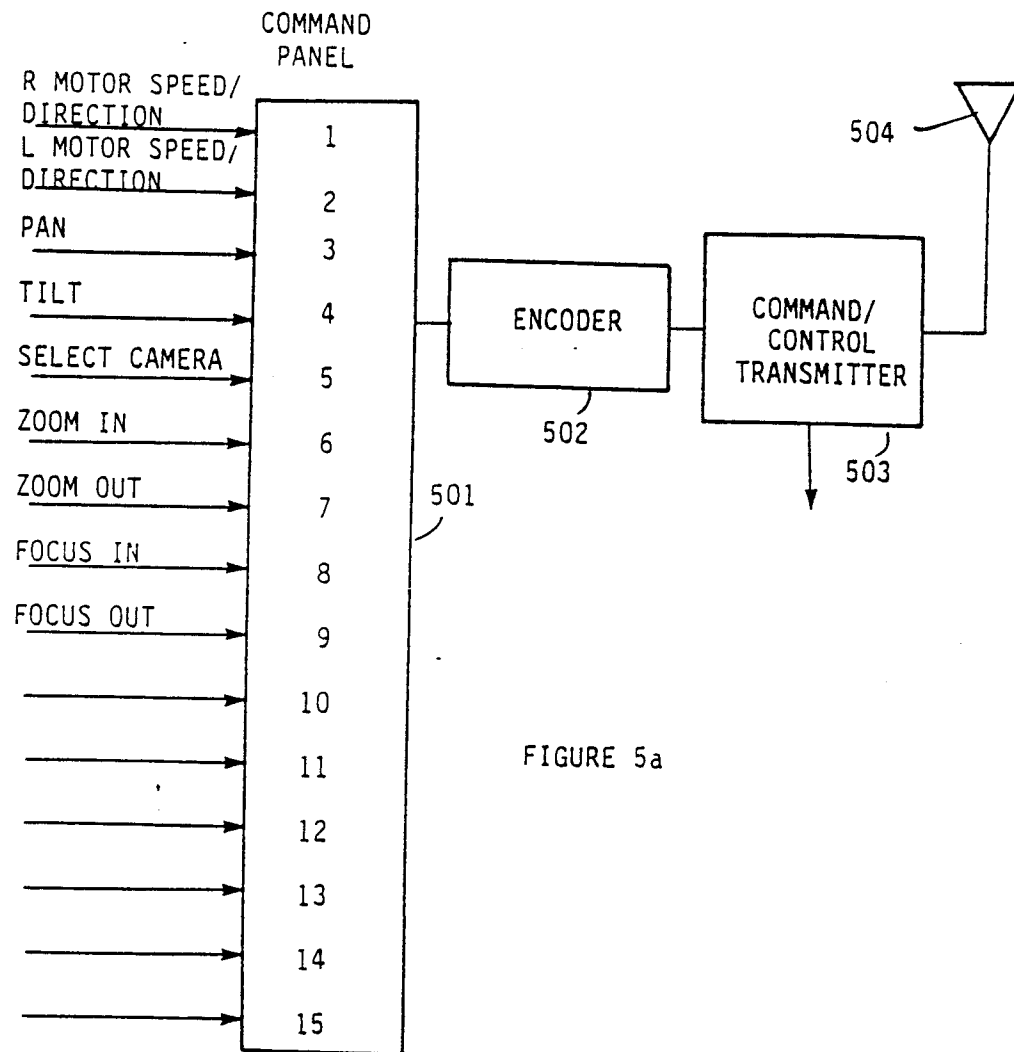 COMMAND
PANEL
R MOTOR SPEED/
DIRECTION
1
L MOTOR SPEED/
DIRECTION
2
PAN
3
TILT
4
SELECT CAMERA
5
ZOOM IN
6
ZOOM OUT
7
FOCUS IN
8
FOCUS OUT
9
10
11
12
13
14
15
501
ENCODER
502
COMMAND/
CONTROL
TRANSMITTER
503
504
FIGURE 5a